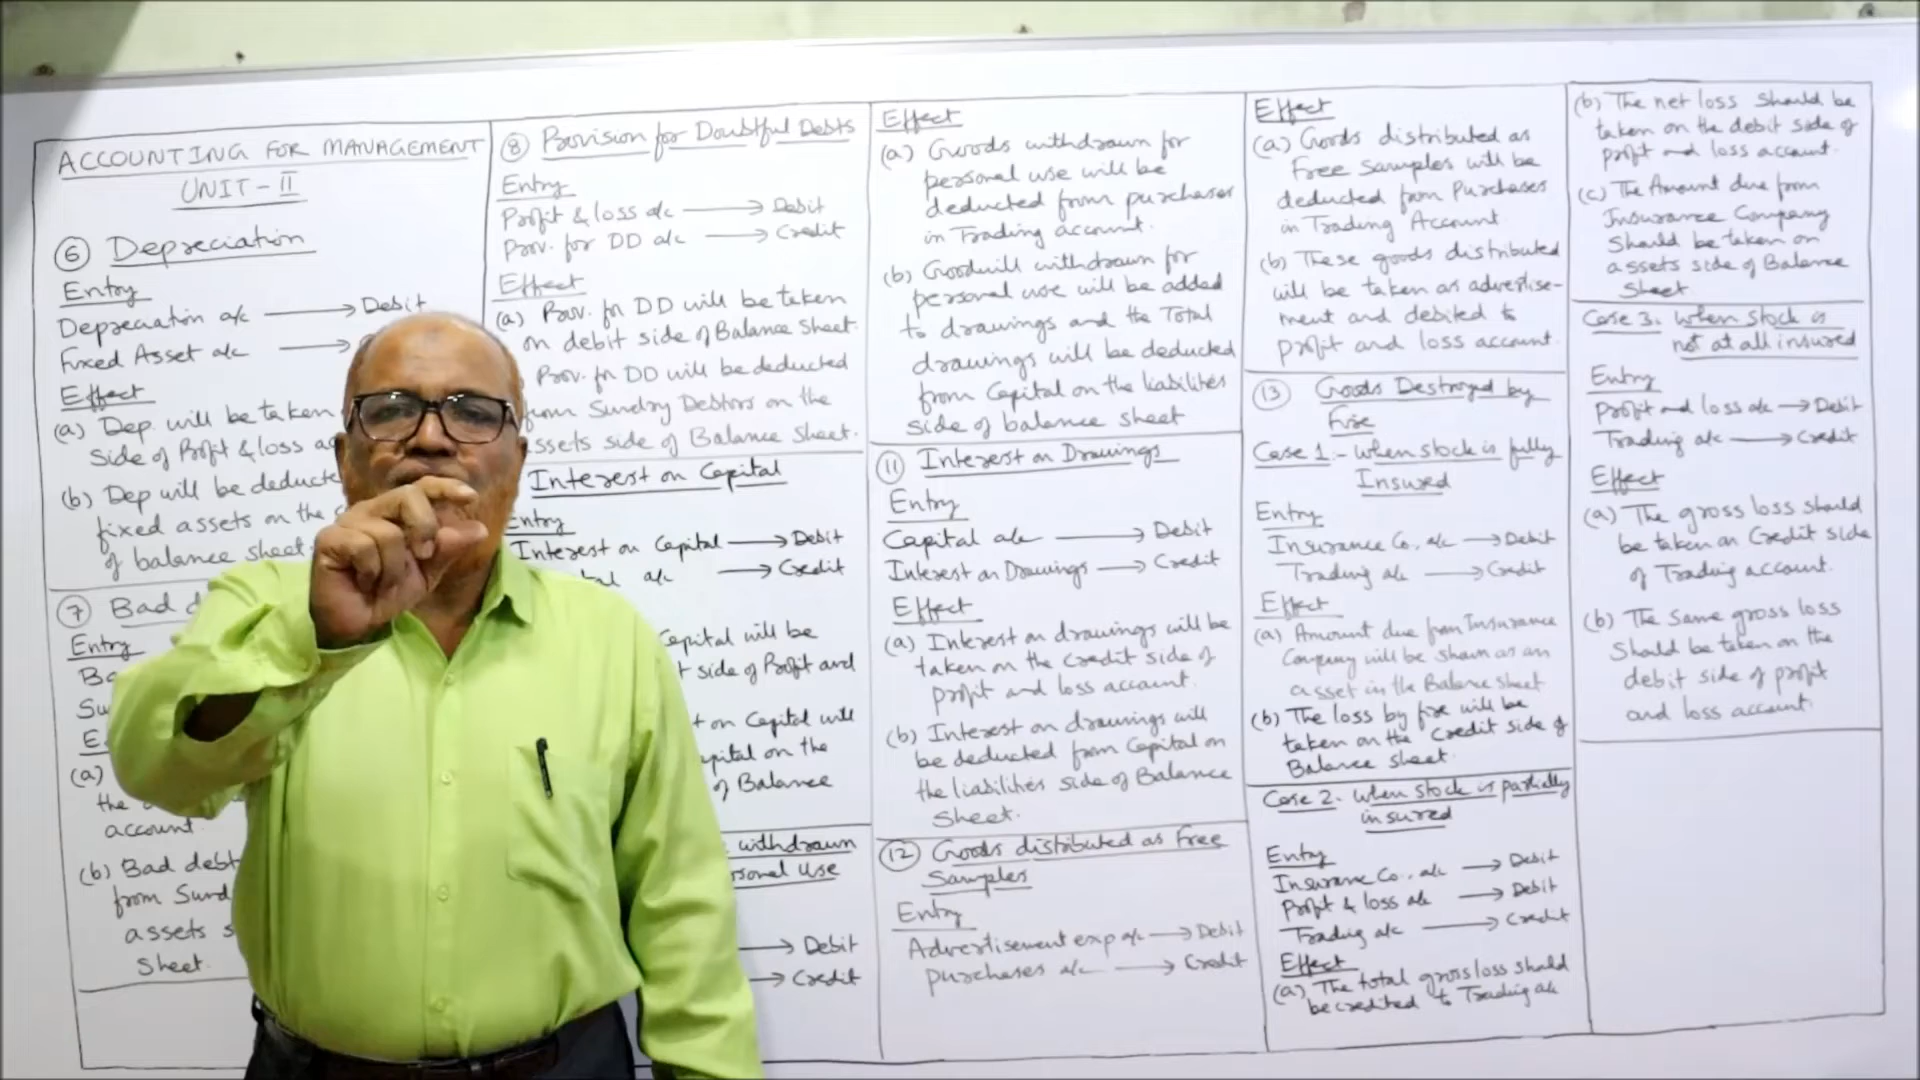 ACCOUNTING FOR MANAGEMENT
UNIT - II
⑥ Depreciation
Entry
Depreciation a/c → Debit
Fixed Asset a/c →
Effect
(a) Dep. will be taken
side of Profit & loss
(b) Dep will be
fixed assets on the
of balance sheet.
⑦ Bad
Entry
(a)
the
account.
(b) Bad debt
from
assets
Sheet.
⑧ Provision for Doubtful Debts
Entry
Profit & loss a/c → Debit
Prov. for DD a/c → Credit
Effect
(a) Prov. for DD will be taken
on debit side of Balance Sheet.
Prov. for DD will be deducted
from Sundry Debtors on the
assets side of Balance Sheet.
Interest on Capital
Entry
Interest on Capital → Debit
a/c → Credit
Capital will be
side of Profit and
on Capital will
on the
of Balance
withdrawn
Use
→ Debit
→ Credit
Effect
(a) Goods withdrawn for
personal use will be
deducted from purchases
in Trading account.
(b) Goodwill withdrawn for
personal use will be added
to drawings and the Total
drawings will be deducted
from Capital on the liabilities
side of balance sheet
⑪ Interest on Drawings
Entry
Capital a/c → Debit
Interest on Drawings → Credit
Effect
(a) Interest on drawings will be
taken on the credit side of
profit and loss account.
(b) Interest on drawings will
be deducted from Capital on
the liabilities side of Balance
Sheet.
⑫ Goods distributed as Free
Samples
Entry
Advertisement exp a/c → Debit
purchases a/c → Credit
Effect
(a) Goods distributed as
Free Samples will be
deducted from Purchases
in Trading Account
(b) These goods distributed
will be taken as advertise-
ment and debited to
profit and loss account.
⑬ Goods Destroyed by
Fire
Case 1:- When stock is fully
Insured
Entry
Insurance Co. a/c → Debit
Trading a/c → Credit
Effect
(a) Amount due from Insurance
Company will be shown as an
asset in the Balance sheet
(b) The loss by fire will be
taken on the credit side of
Balance sheet.
Case 2. When stock is partially
insured
Entry
Insurance Co. a/c → Debit
Profit & loss a/c → Debit
Trading a/c → Credit
Effect
(a) The total gross loss should
be credited to Trading a/c
(b) The net loss should be
taken on the debit side of
profit and loss account.
(c) The Amount due from
Insurance Company
Should be taken on
assets side of Balance
Sheet
Case 3. When stock is
not at all insured
Entry
Profit and loss a/c → Debit
Trading a/c → Credit
Effect
(a) The gross loss should
be taken on Credit side
of Trading account.
(b) The same gross loss
Should be taken on the
debit side of profit
and loss account.